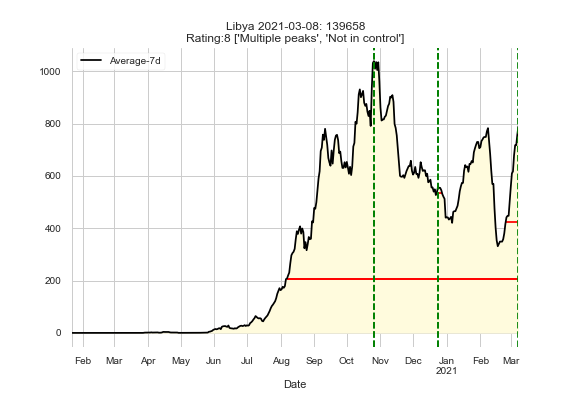 Libya 2021-03-08: 139658
Rating:8 ['Multiple peaks', 'Not in control']
Average-7d
1000
800
600
400
200
0
Feb Mar Apr May Jun Jul Aug Sep Oct Nov Dec Jan Feb Mar
2021
Date